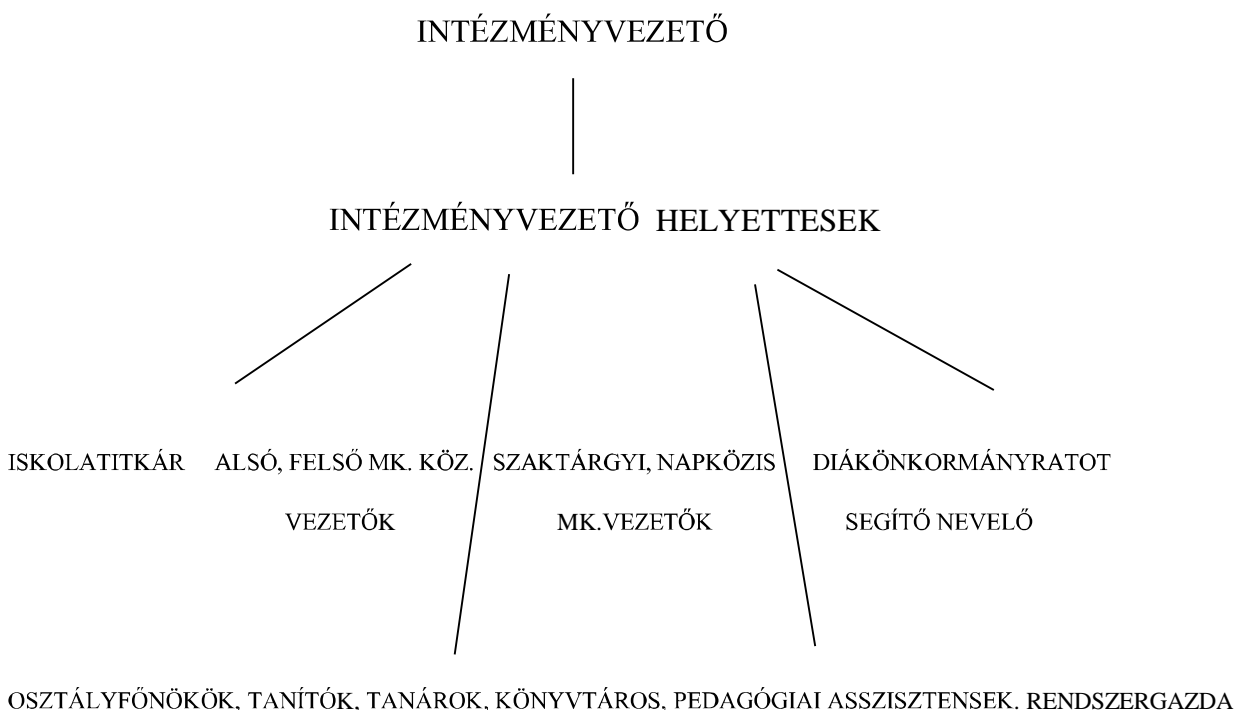 INTÉZMÉNYVEZETŐ
INTÉZMÉNYVEZETŐ HELYETTESEK
ISKOLATITKÁR ALSÓ, FELSŐ MK. KÖZ. SZAKTÁRGYI, NAPKÖZIS DIÁKÖNKORMÁNYRATOT
VEZETŐK MK.VEZETŐK SEGÍTŐ NEVELŐ
OSZTÁLYFŐNÖKÖK, TANÍTÓK, TANÁROK, KÖNYVTÁROS, PEDAGÓGIAI ASSZISZTENSEK. RENDSZERGAZDA